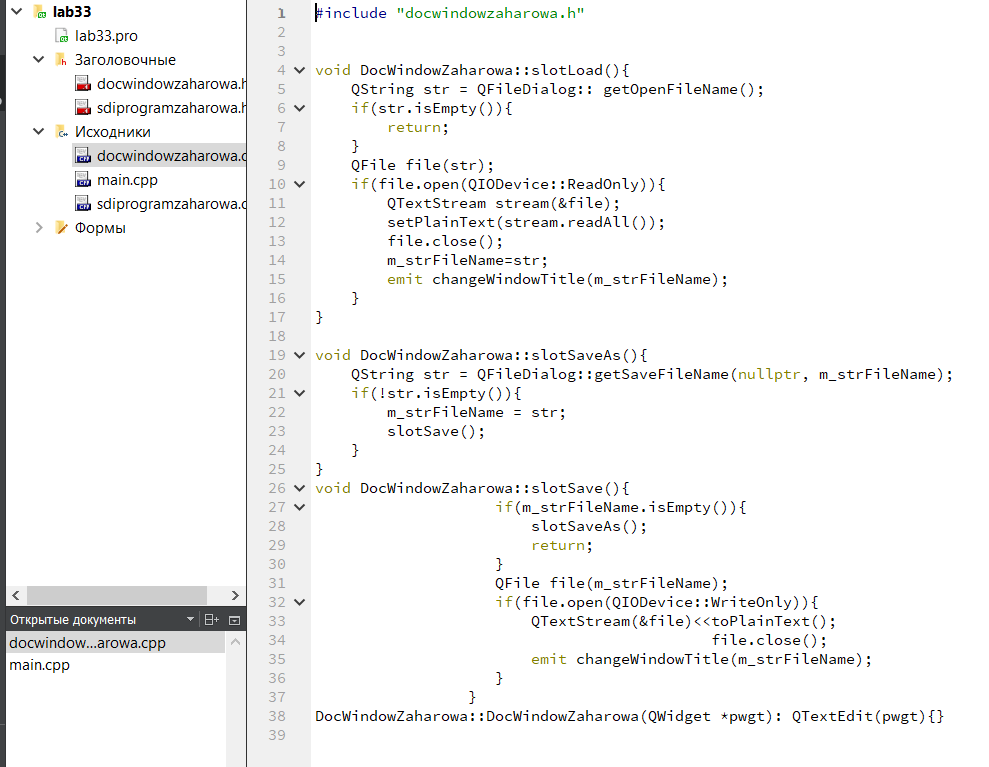 lab33
lab33.pro
Заголовочные
docwindowzaharowa.h
sdiprogramzaharowa.h
Исходники
docwindowzaharowa.c
main.cpp
sdiprogramzaharowa.c
Формы
Открытые документы
docwindow...arowa.cpp
main.cpp
1 #include "docwindowzaharowa.h"
2
3
4 void DocWindowZaharowa::slotLoad(){
5 QString str = QFileDialog:: getOpenFileName();
6 if(str.isEmpty()){
7 return;
8 }
9 QFile file(str);
10 if(file.open(QIODevice::ReadOnly)){
11 QTextStream stream(&file);
12 setPlainText(stream.readAll());
13 file.close();
14 m_strFileName=str;
15 emit changeWindowTitle(m_strFileName);
16 }
17 }
18
19 void DocWindowZaharowa::slotSaveAs(){
20 QString str = QFileDialog::getSaveFileName(nullptr, m_strFileName);
21 if(!str.isEmpty()){
22 m_strFileName = str;
23 slotSave();
24 }
25 }
26 void DocWindowZaharowa::slotSave(){
27 if(m_strFileName.isEmpty()){
28 slotSaveAs();
29 return;
30 }
31 QFile file(m_strFileName);
32 if(file.open(QIODevice::WriteOnly)){
33 QTextStream(&file)<<toPlainText();
34 file.close();
35 emit changeWindowTitle(m_strFileName);
36 }
37 }
38 DocWindowZaharowa::DocWindowZaharowa(QWidget *pwgt): QTextEdit(pwgt){}
39